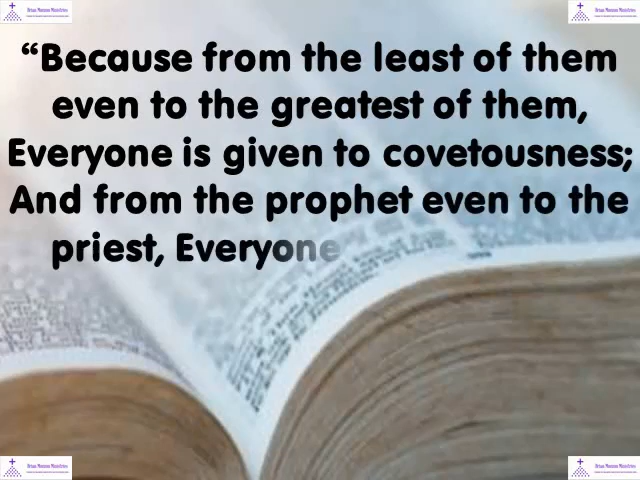 “Because from the least of them
even to the greatest of them,
Everyone is given to covetousness;
And from the prophet even to the
priest, Everyone